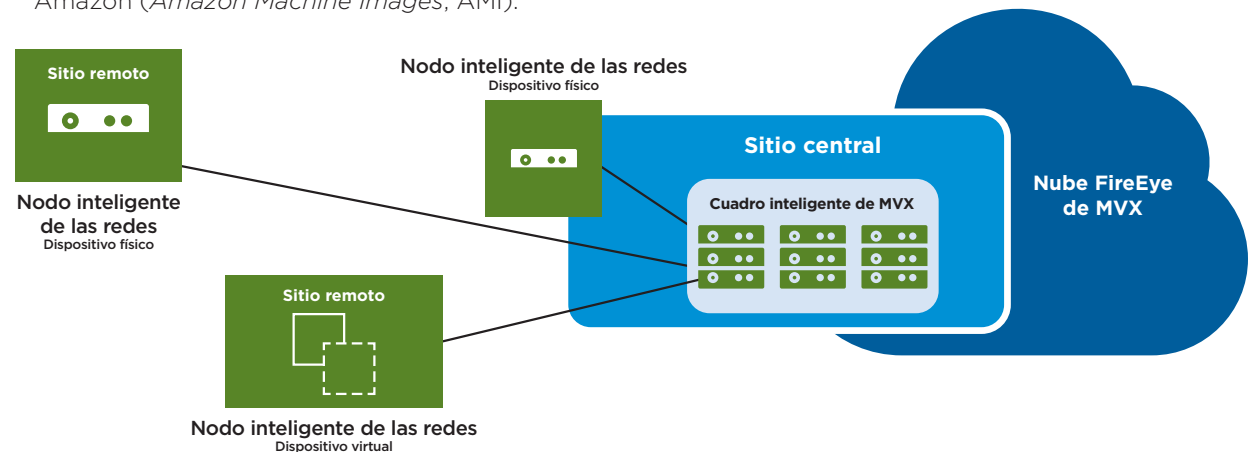 Amazon (Amazon Machine Images, AMI).
Sitio remoto
Nodo inteligente
de las redes
Dispositivo físico
Nodo inteligente de las redes
Dispositivo físico
Sitio central
Cuadro inteligente de MVX
Nube FireEye
de MVX
Sitio remoto
Nodo inteligente de las redes
Dispositivo virtual